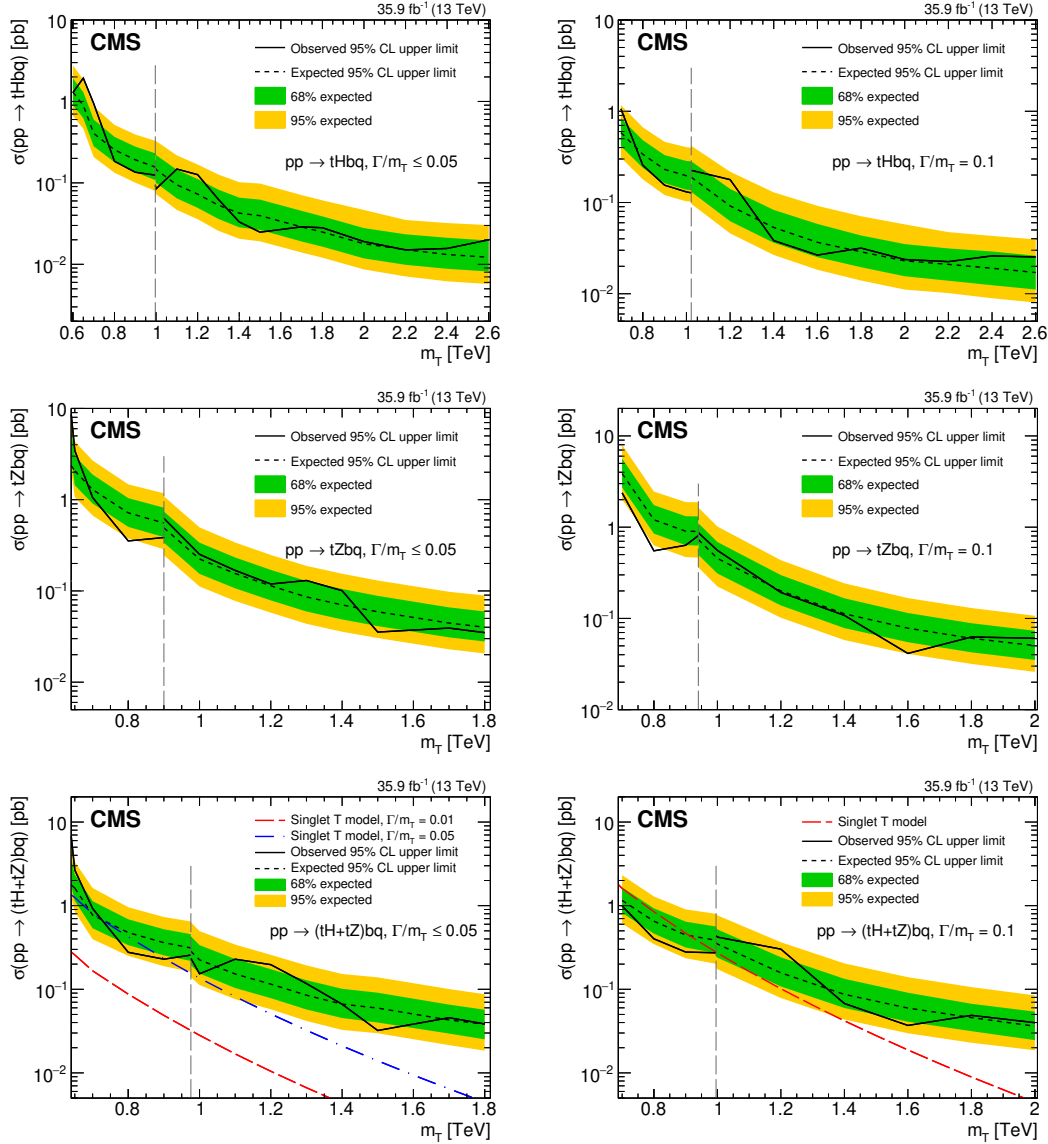 35.9 fb⁻¹ (13 TeV)
CMS
Observed 95% CL upper limit
Expected 95% CL upper limit
68% expected
95% expected
pp → tHbq, Γ/m_T ≤ 0.05
σ(pp → tHbq) [pb]
10
1
10⁻¹
10⁻²
0.6 0.8 1 1.2 1.4 1.6 1.8 2 2.2 2.4 2.6
m_T [TeV]
35.9 fb⁻¹ (13 TeV)
CMS
Observed 95% CL upper limit
Expected 95% CL upper limit
68% expected
95% expected
pp → tHbq, Γ/m_T = 0.1
σ(pp → tHbq) [pb]
10
1
10⁻¹
10⁻²
0.8 1 1.2 1.4 1.6 1.8 2 2.2 2.4 2.6
m_T [TeV]
35.9 fb⁻¹ (13 TeV)
CMS
Observed 95% CL upper limit
Expected 95% CL upper limit
68% expected
95% expected
pp → tZbq, Γ/m_T ≤ 0.05
σ(pp → tZbq) [pb]
10
1
10⁻¹
10⁻²
0.8 1 1.2 1.4 1.6 1.8
m_T [TeV]
35.9 fb⁻¹ (13 TeV)
CMS
Observed 95% CL upper limit
Expected 95% CL upper limit
68% expected
95% expected
pp → tZbq, Γ/m_T = 0.1
σ(pp → tZbq) [pb]
10
1
10⁻¹
10⁻²
0.8 1 1.2 1.4 1.6 1.8 2
m_T [TeV]
35.9 fb⁻¹ (13 TeV)
CMS
Singlet T model, Γ/m_T = 0.01
Singlet T model, Γ/m_T = 0.05
Observed 95% CL upper limit
Expected 95% CL upper limit
68% expected
95% expected
pp → (tH+tZ)bq, Γ/m_T ≤ 0.05
σ(pp → (tH+tZ)bq) [pb]
10
1
10⁻¹
10⁻²
0.8 1 1.2 1.4 1.6 1.8
m_T [TeV]
35.9 fb⁻¹ (13 TeV)
CMS
Singlet T model
Observed 95% CL upper limit
Expected 95% CL upper limit
68% expected
95% expected
pp → (tH+tZ)bq, Γ/m_T = 0.1
σ(pp → (tH+tZ)bq) [pb]
10
1
10⁻¹
10⁻²
0.8 1 1.2 1.4 1.6 1.8 2
m_T [TeV]